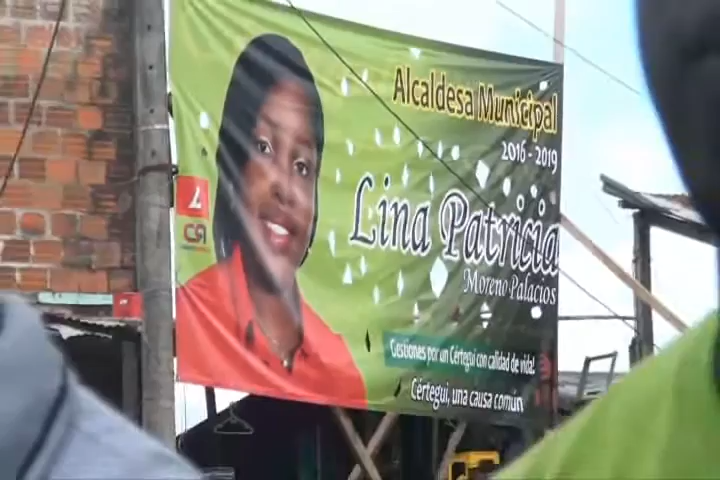 Alcaldesa Municipal
2016 - 2019
Lina Patricia
Moreno Palacios
Gestiones por un Cértegui con calidad de vida!
Cértegui, una causa común